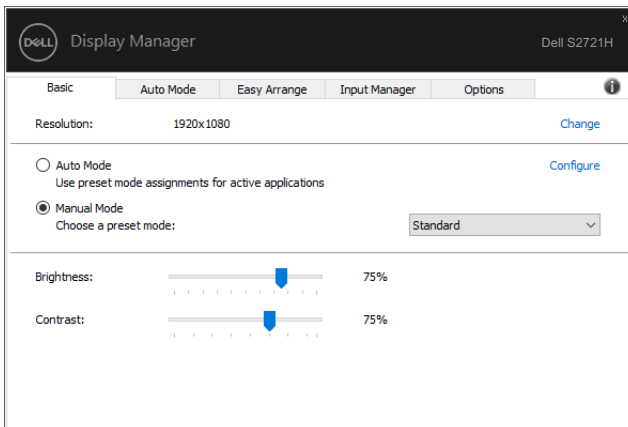 DELL Display Manager
Dell S2721H
x
Basic Auto Mode Easy Arrange Input Manager Options i
Resolution: 1920x1080 Change
Auto Mode Configure
Use preset mode assignments for active applications
Manual Mode
Choose a preset mode: Standard
Brightness: 75%
Contrast: 75%